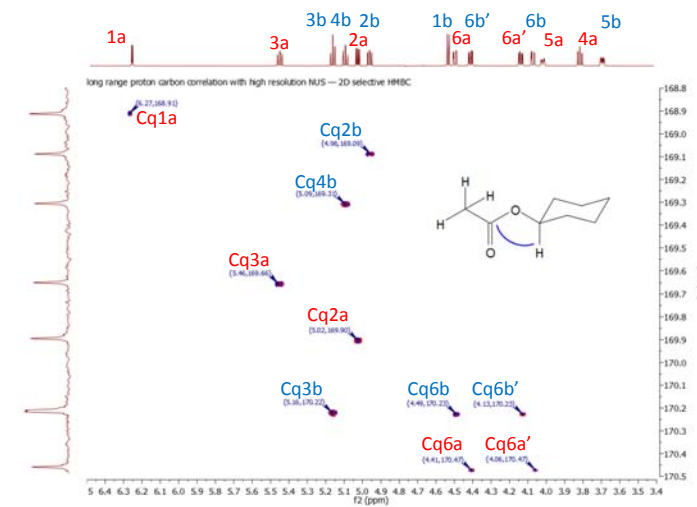 3b 4b 2b 1b 6b' 6b 5b
1a 3a 2a 6a 6a' 5a 4a
long range proton carbon correlation with high resolution NUS — 2D selective HMBC
(6.27,168.91)
Cq1a
Cq2b
(4.96,169.09)
Cq4b
(5.09,169.31)
Cq3a
(5.46,169.66)
Cq2a
(5.02,169.90)
Cq3b Cq6b Cq6b'
(5.16,170.22) (4.49,170.23) (4.13,170.23)
Cq6a Cq6a'
(4.41,170.47) (4.06,170.47)
H
H
H
O
O
H
168.8
168.9
169.0
169.1
169.2
169.3
169.4
169.5
169.6
169.7
169.8
169.9
170.0
170.1
170.2
170.3
170.4
170.5
5 6.4 6.3 6.2 6.1 6.0 5.9 5.8 5.7 5.6 5.5 5.4 5.3 5.2 5.1 5.0 4.9 4.8 4.7 4.6 4.5 4.4 4.3 4.2 4.1 4.0 3.9 3.8 3.7 3.6 3.5 3.4
f2 (ppm)